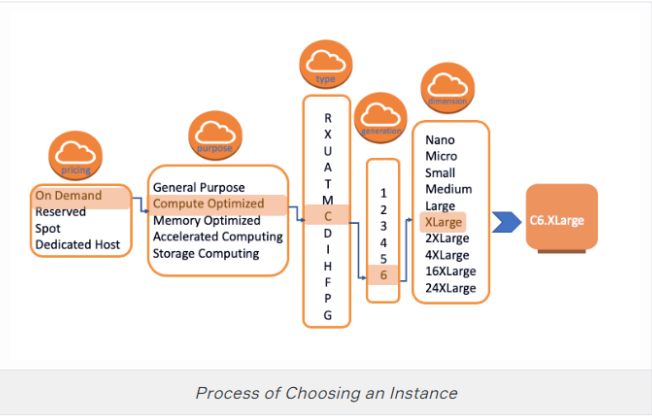 pricing
On Demand
Reserved
Spot
Dedicated Host
purpose
General Purpose
Compute Optimized
Memory Optimized
Accelerated Computing
Storage Computing
type
R
X
U
A
T
M
C
D
I
H
F
P
G
generation
1
2
3
4
5
6
dimension
Nano
Micro
Small
Medium
Large
XLarge
2XLarge
4XLarge
16XLarge
24XLarge
C6.XLarge
Process of Choosing an Instance